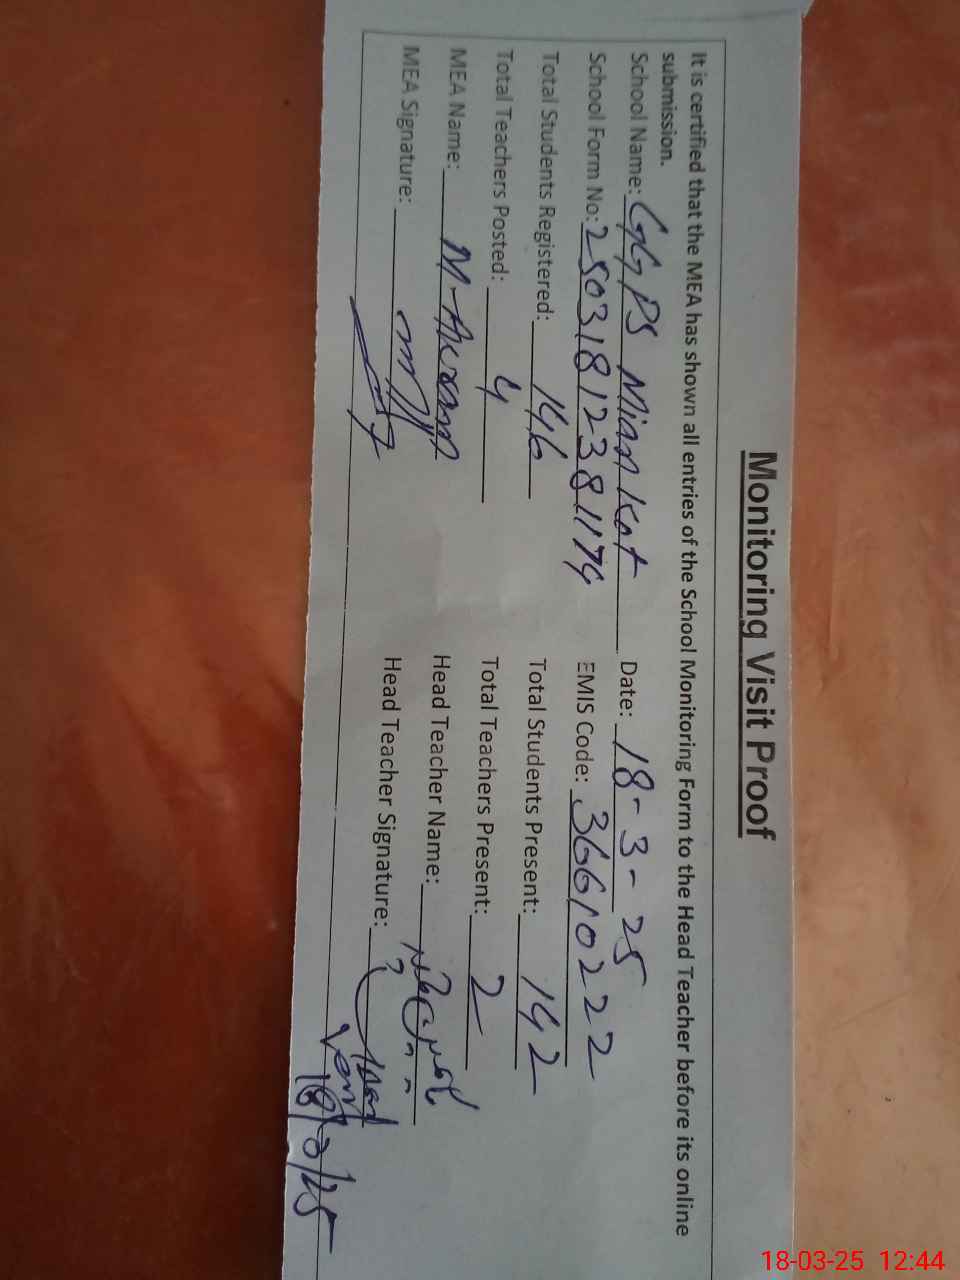 Monitoring Visit Proof
It is certified that the MEA has shown all entries of the School Monitoring Form to the Head Teacher before its online
submission.
School Name: GGPS Mian Kot Date: 18-3-25
School Form No: 250318123811174 EMIS Code: 36610222
Total Students Registered: 146 Total Students Present: 142
Total Teachers Posted: 4 Total Teachers Present: 2
MEA Name: M-Akram Head Teacher Name:
MEA Signature: Head Teacher Signature:
18/3/25
18-03-25 12:44